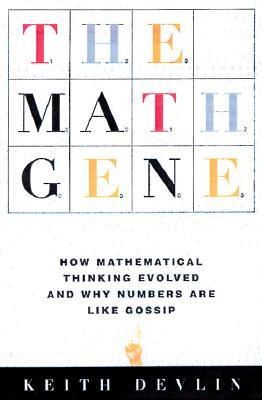 THE
MATH
GENE
HOW MATHEMATICAL
THINKING EVOLVED
AND WHY NUMBERS ARE
LIKE GOSSIP
KEITH DEVLIN